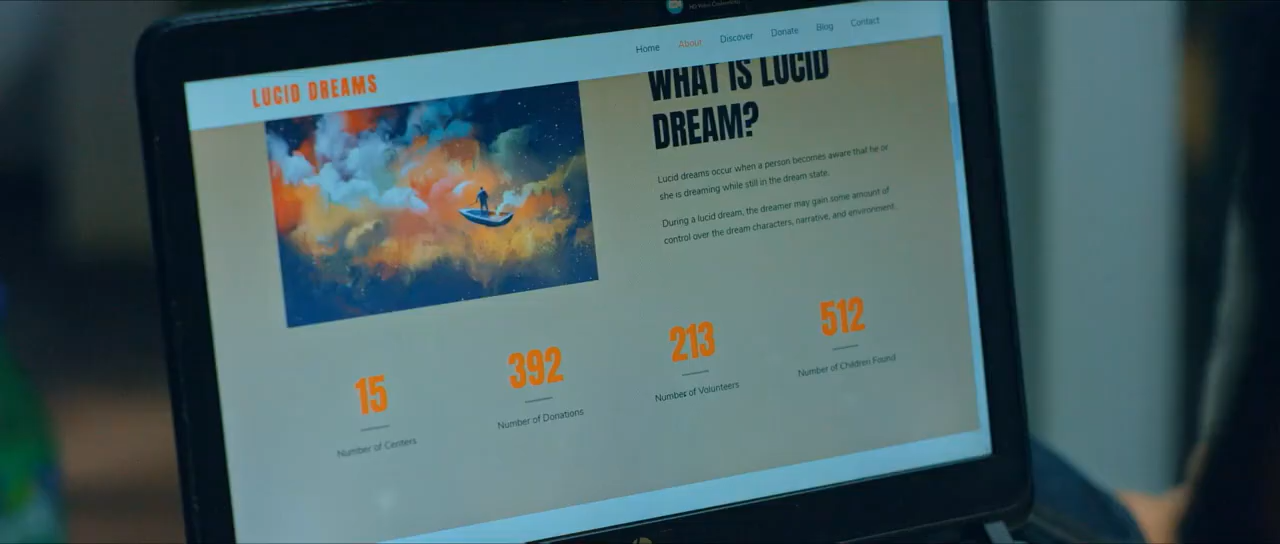 Home About Discover Donate Blog Contact
LUCID DREAMS
WHAT IS LUCID
DREAM?
Lucid dreams occur when a person becomes aware that he or
she is dreaming while still in the dream state.
During a lucid dream, the dreamer may gain some amount of
control over the dream characters, narrative, and environment.
15
Number of Centers
392
Number of Donations
213
Number of Volunteers
512
Number of Children Found